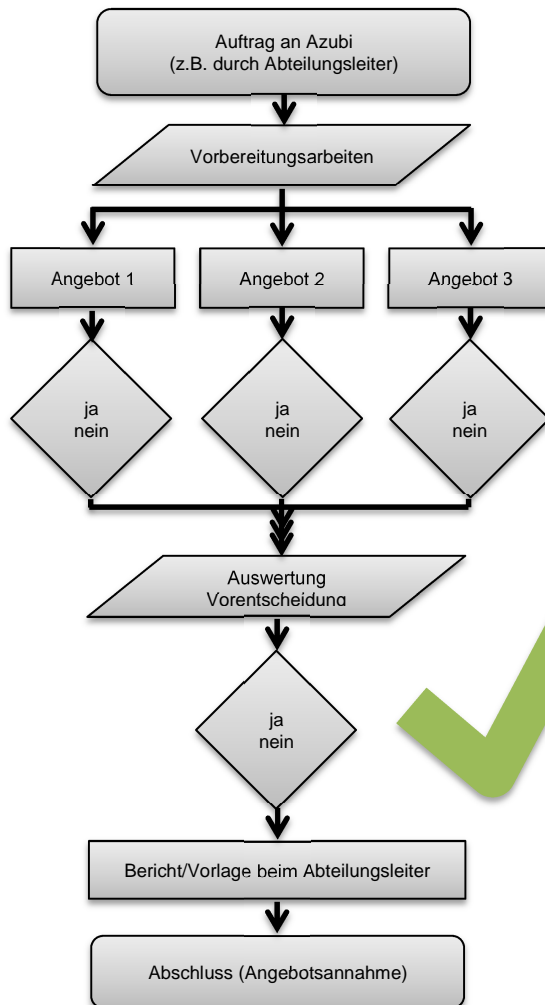 Auftrag an Azubi
(z.B. durch Abteilungsleiter)
Vorbereitungsarbeiten
Angebot 1
Angebot 2
Angebot 3
ja
nein
ja
nein
ja
nein
Auswertung
Vorentscheidung
ja
nein
Bericht/Vorlage beim Abteilungsleiter
Abschluss (Angebotsannahme)